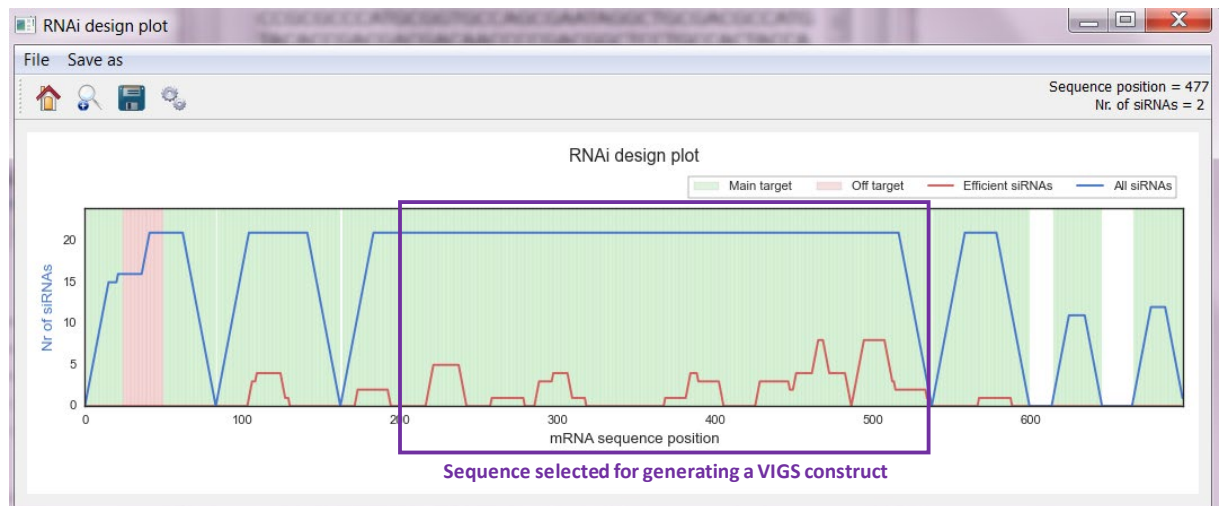 CCGCGCCCATGCGGTGCCAGCGAATAGGCTGCGACGCCATG
RNAi design plot
File Save as
Sequence position = 477
Nr. of siRNAs = 2
RNAi design plot
Main target Off target Efficient siRNAs All siRNAs
Nr of siRNAs
20
15
10
5
0
0 100 200 300 400 500 600
mRNA sequence position
Sequence selected for generating a VIGS construct